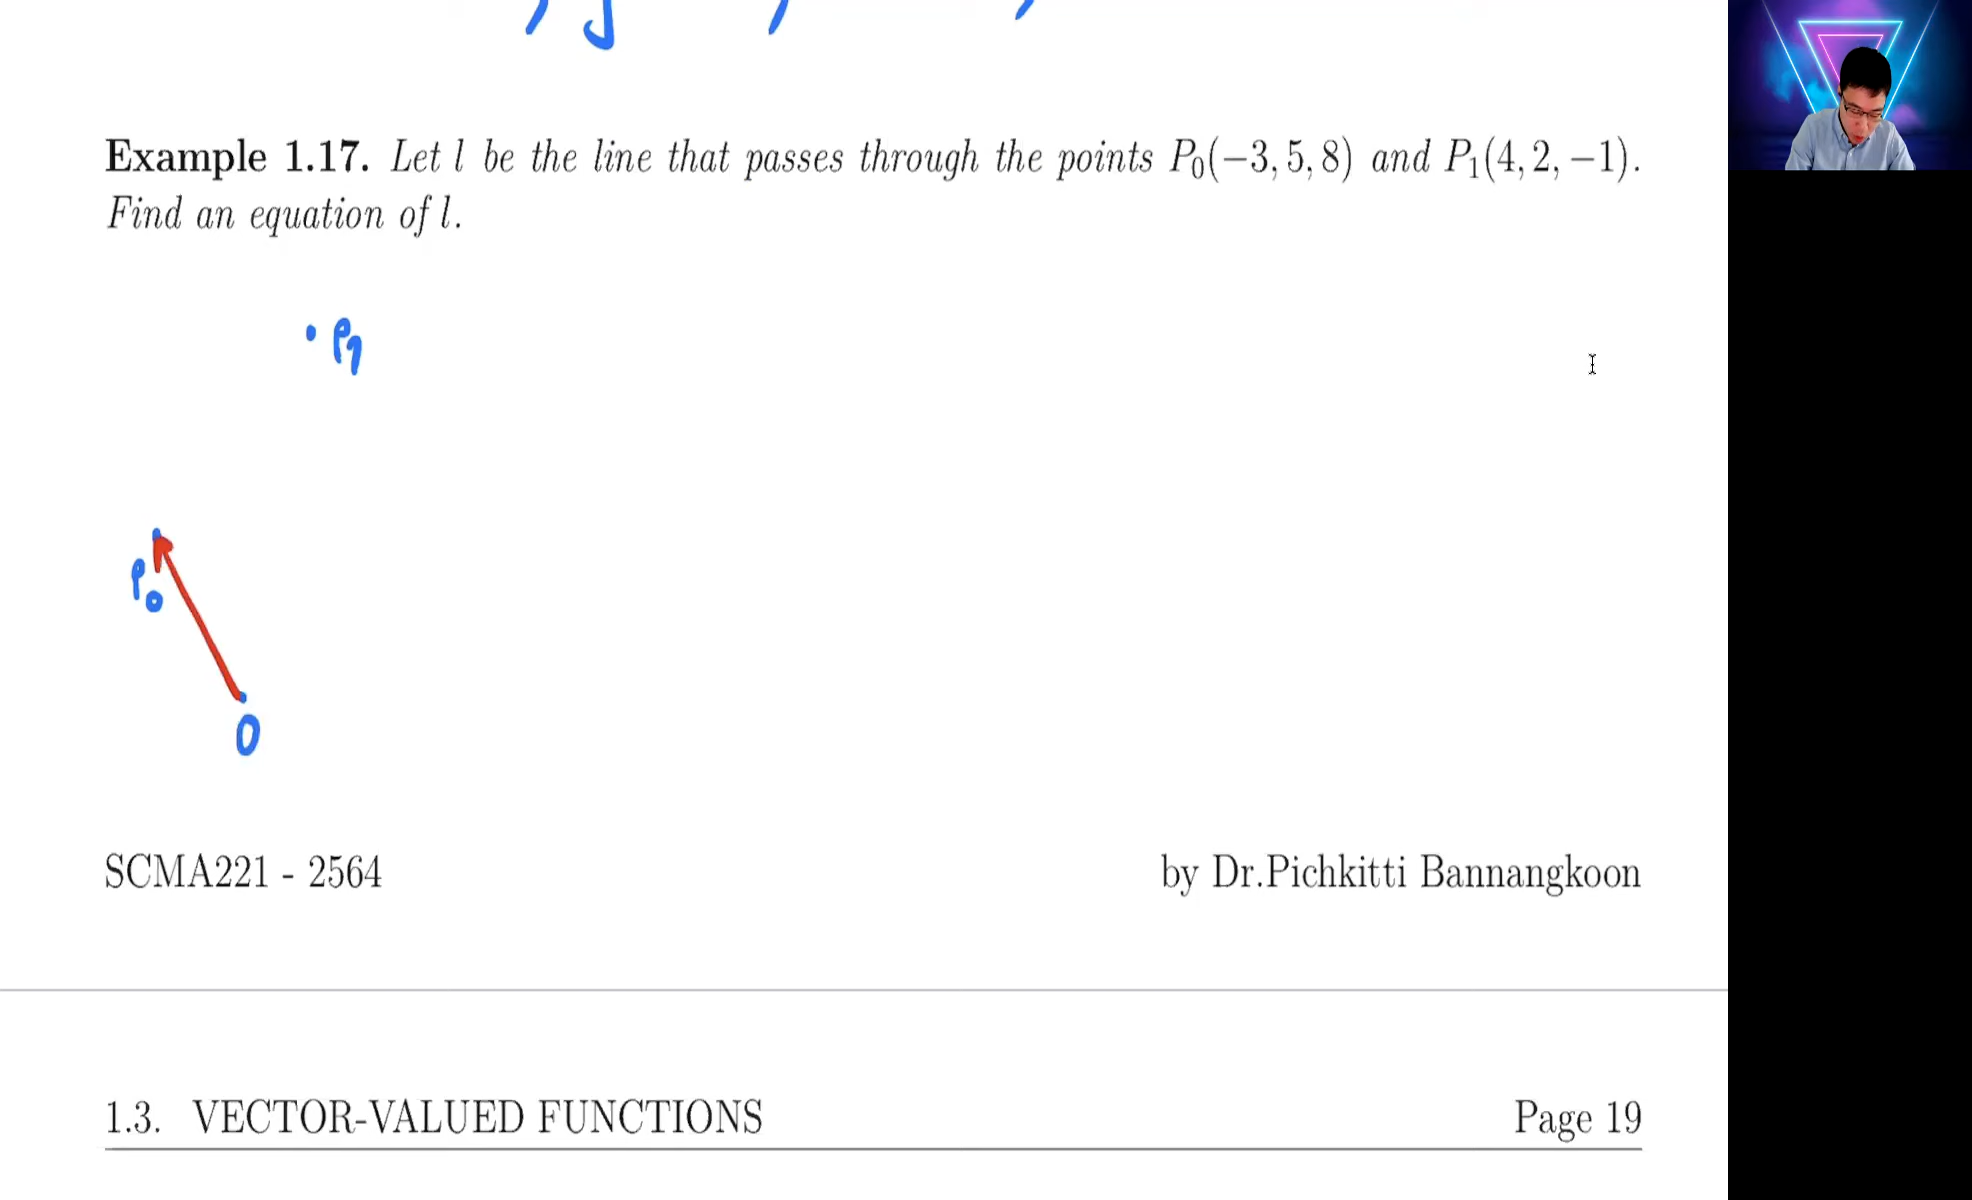 Example 1.17. Let l be the line that passes through the points P₀(−3, 5, 8) and P₁(4, 2, −1).
Find an equation of l.
P₁
P₀
O
SCMA221 - 2564 by Dr.Pichkitti Bannangkoon
1.3. VECTOR-VALUED FUNCTIONS Page 19